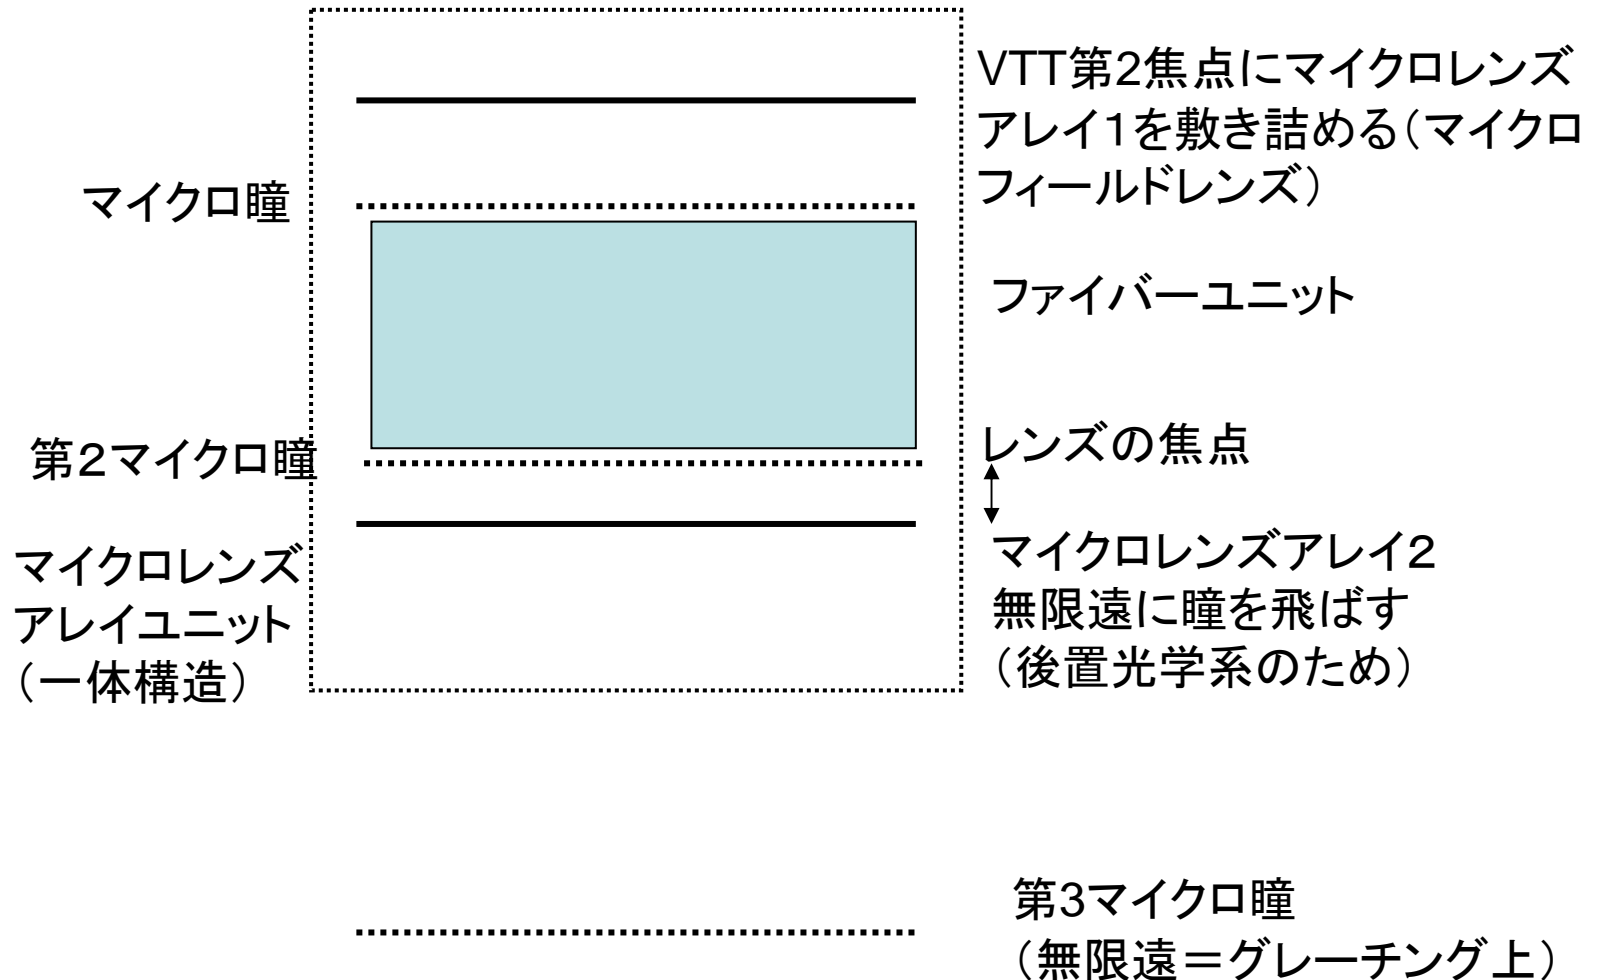 VTT第2焦点にマイクロレンズ
アレイ1を敷き詰める（マイクロ
フィールドレンズ）
マイクロ瞳
ファイバーユニット
レンズの焦点
第2マイクロ瞳
マイクロレンズ
アレイユニット
（一体構造）
マイクロレンズアレイ2
無限遠に瞳を飛ばす
（後置光学系のため）
第3マイクロ瞳
（無限遠＝グレーチング上）